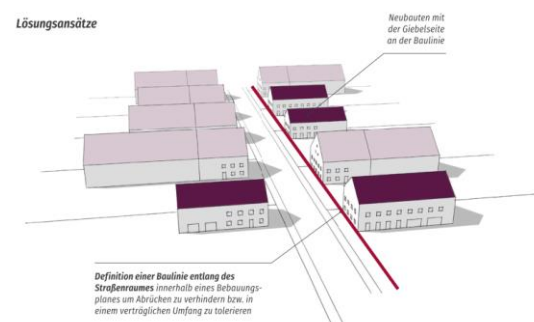 Lösungsansätze
Neubauten mit
der Giebelseite
an der Baulinie
Definition einer Baulinie entlang des
Straßenraumes innerhalb eines Bebauungs-
planes um Abrücken zu verhindern bzw. in
einem verträglichen Umfang zu tolerieren